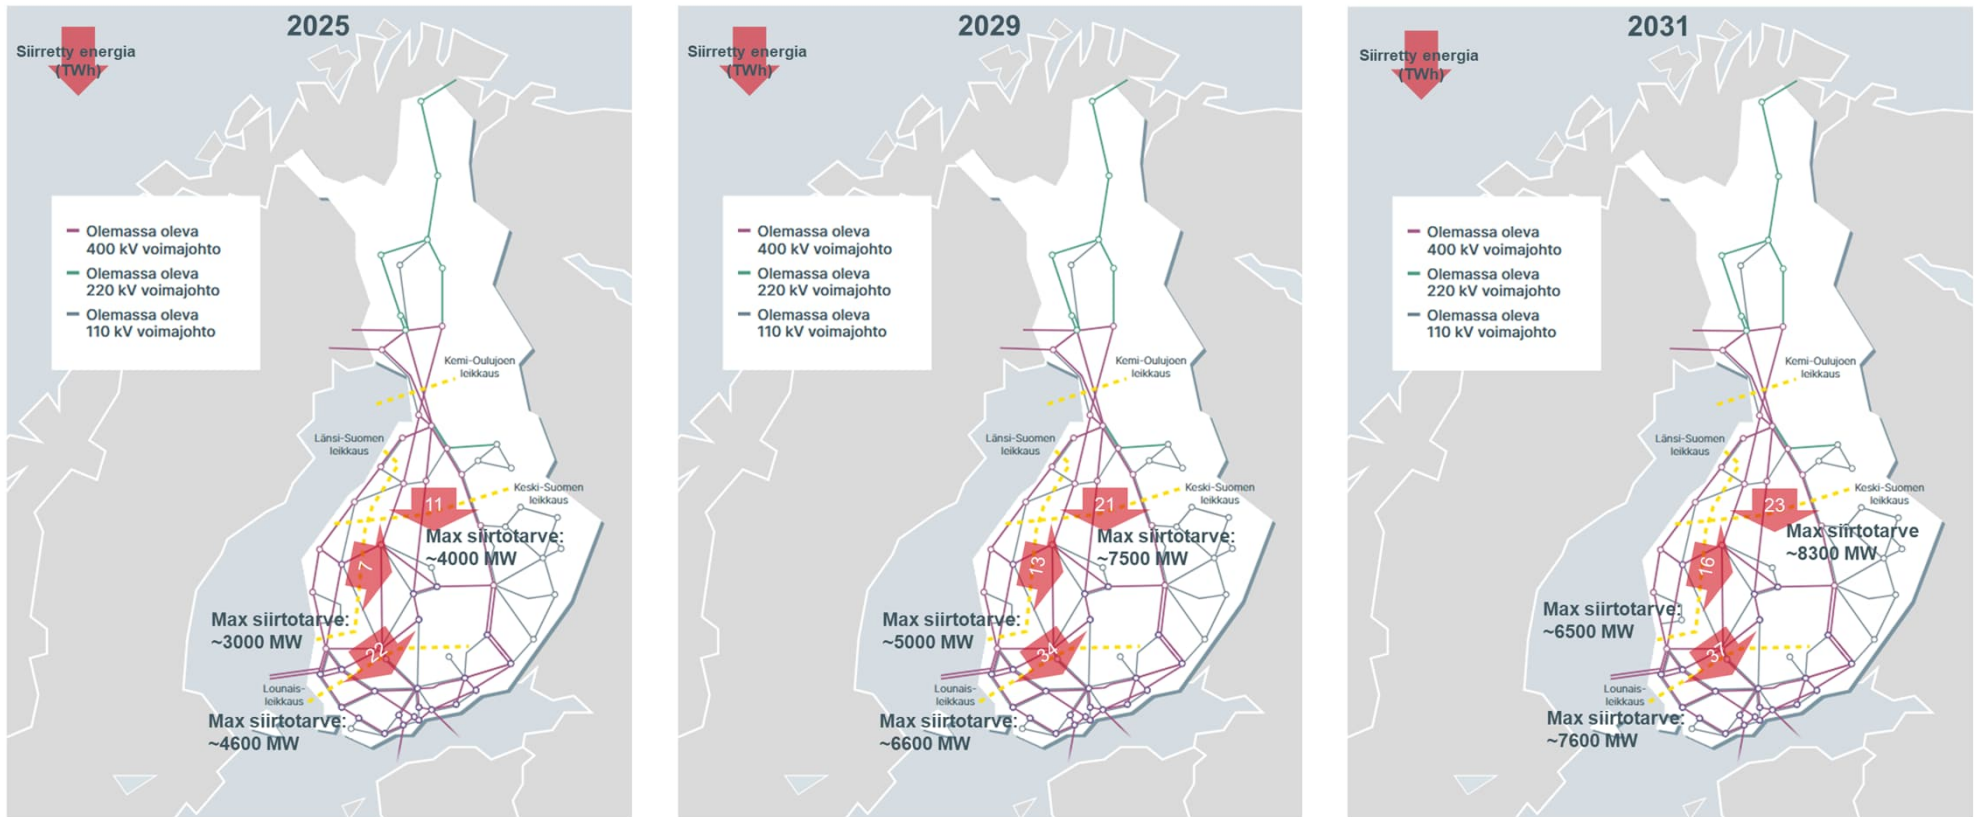 2025
Siirretty energia
(TWh)
Olemassa oleva
400 kV voimajohto
Olemassa oleva
220 kV voimajohto
Olemassa oleva
110 kV voimajohto
Kemi-Oulujoen
leikkaus
Länsi-Suomen
leikkaus
Keski-Suomen
leikkaus
11
Max siirtotarve:
~4000 MW
7
Max siirtotarve:
~3000 MW
22
Lounais-
leikkaus
Max siirtotarve:
~4600 MW
2029
Siirretty energia
(TWh)
Olemassa oleva
400 kV voimajohto
Olemassa oleva
220 kV voimajohto
Olemassa oleva
110 kV voimajohto
Kemi-Oulujoen
leikkaus
Länsi-Suomen
leikkaus
Keski-Suomen
leikkaus
21
Max siirtotarve:
~7500 MW
13
Max siirtotarve:
~5000 MW
34
Lounais-
leikkaus
Max siirtotarve:
~6600 MW
2031
Siirretty energia
(TWh)
Olemassa oleva
400 kV voimajohto
Olemassa oleva
220 kV voimajohto
Olemassa oleva
110 kV voimajohto
Kemi-Oulujoen
leikkaus
Länsi-Suomen
leikkaus
Keski-Suomen
leikkaus
23
Max siirtotarve
~8300 MW
16
Max siirtotarve:
~6500 MW
37
Lounais-
leikkaus
Max siirtotarve:
~7600 MW